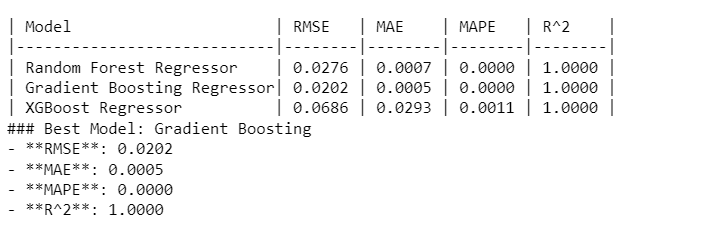 | Model                      | RMSE   | MAE    | MAPE   | R^2    |
|----------------------------|--------|--------|--------|--------|
| Random Forest Regressor    | 0.0276 | 0.0007 | 0.0000 | 1.0000 |
| Gradient Boosting Regressor| 0.0202 | 0.0005 | 0.0000 | 1.0000 |
| XGBoost Regressor          | 0.0686 | 0.0293 | 0.0011 | 1.0000 |
### Best Model: Gradient Boosting
- **RMSE**: 0.0202
- **MAE**: 0.0005
- **MAPE**: 0.0000
- **R^2**: 1.0000